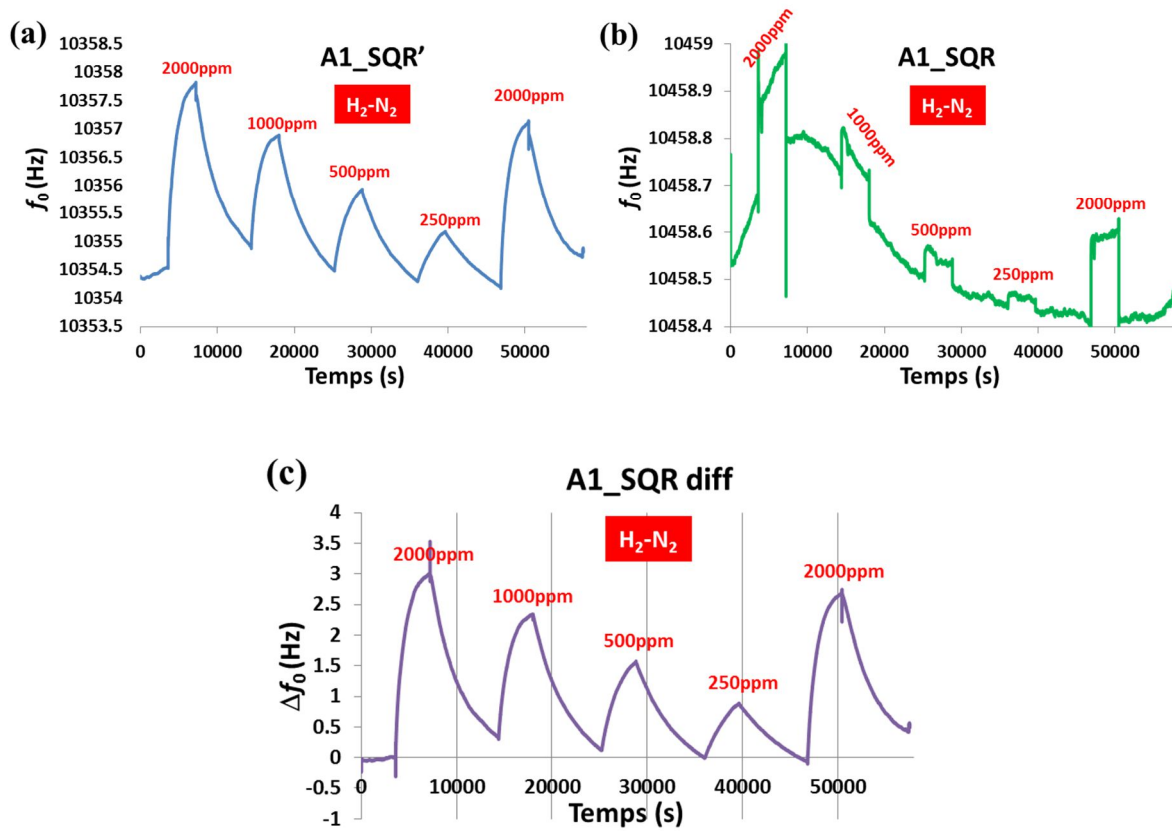 (a)
A1_SQR’
H₂-N₂
f₀ (Hz)
10358.5
10358
10357.5
10357
10356.5
10356
10355.5
10355
10354.5
10354
10353.5
2000ppm
1000ppm
500ppm
250ppm
2000ppm
0 10000 20000 30000 40000 50000
Temps (s)
(b)
A1_SQR
H₂-N₂
f₀ (Hz)
10459
10458.9
10458.8
10458.7
10458.6
10458.5
10458.4
2000ppm
1000ppm
500ppm
250ppm
2000ppm
0 10000 20000 30000 40000 50000
Temps (s)
(c)
A1_SQR diff
H₂-N₂
Δf₀ (Hz)
4
3.5
3
2.5
2
1.5
1
0.5
0
-0.5
-1
2000ppm
1000ppm
500ppm
250ppm
2000ppm
0 10000 20000 30000 40000 50000
Temps (s)